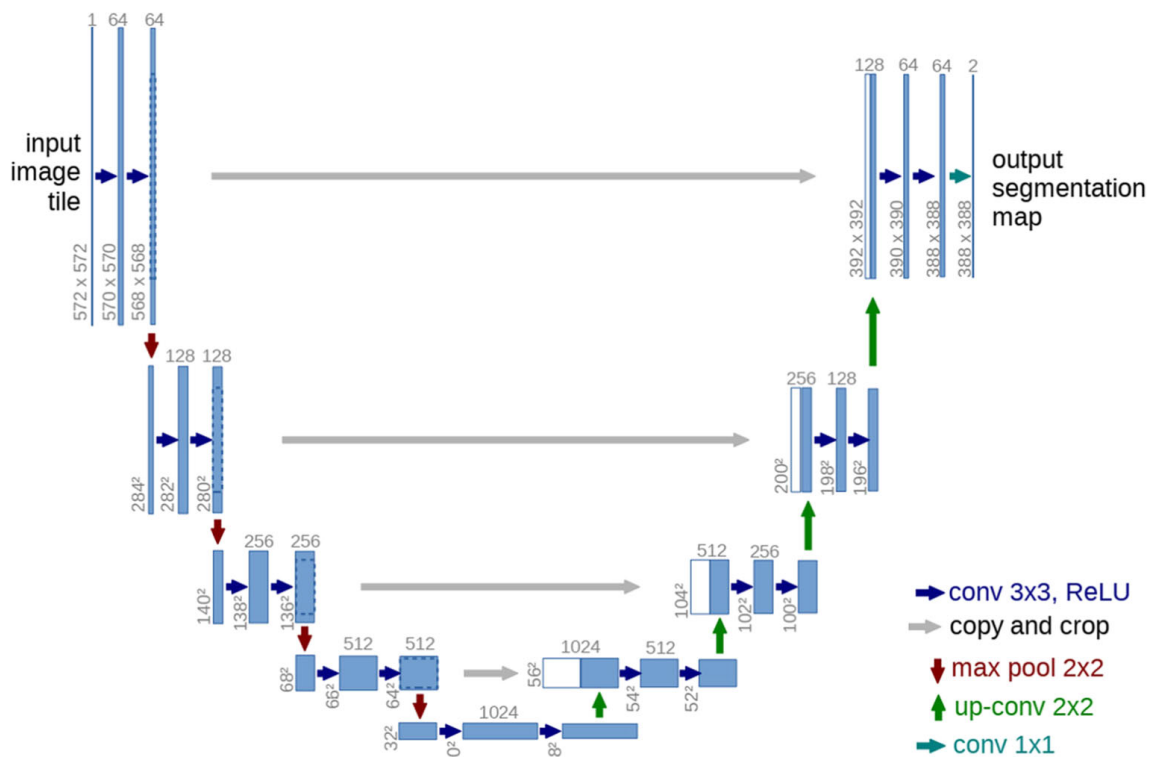 1 64 64
input
image
tile
572 x 572
570 x 570
568 x 568
128 64 64 2
output
segmentation
map
392 x 392
390 x 390
388 x 388
388 x 388
128 128
284²
282²
280²
256 128
200²
198²
196²
256 256
140²
138²
136²
512 256
104²
102²
100²
512 512
68²
66²
64²
1024 512
56²
54²
52²
1024
32²
0²
8²
conv 3x3, ReLU
copy and crop
max pool 2x2
up-conv 2x2
conv 1x1